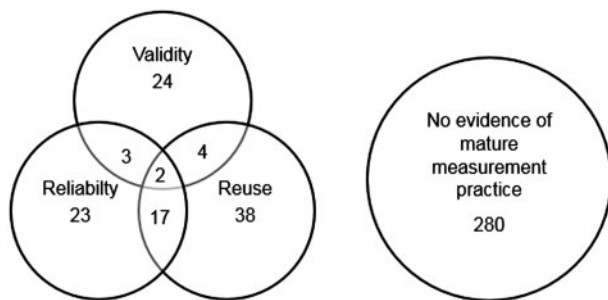 Validity
24
3
2
4
Reliabilty
23
17
Reuse
38
No evidence of
mature
measurement
practice
280